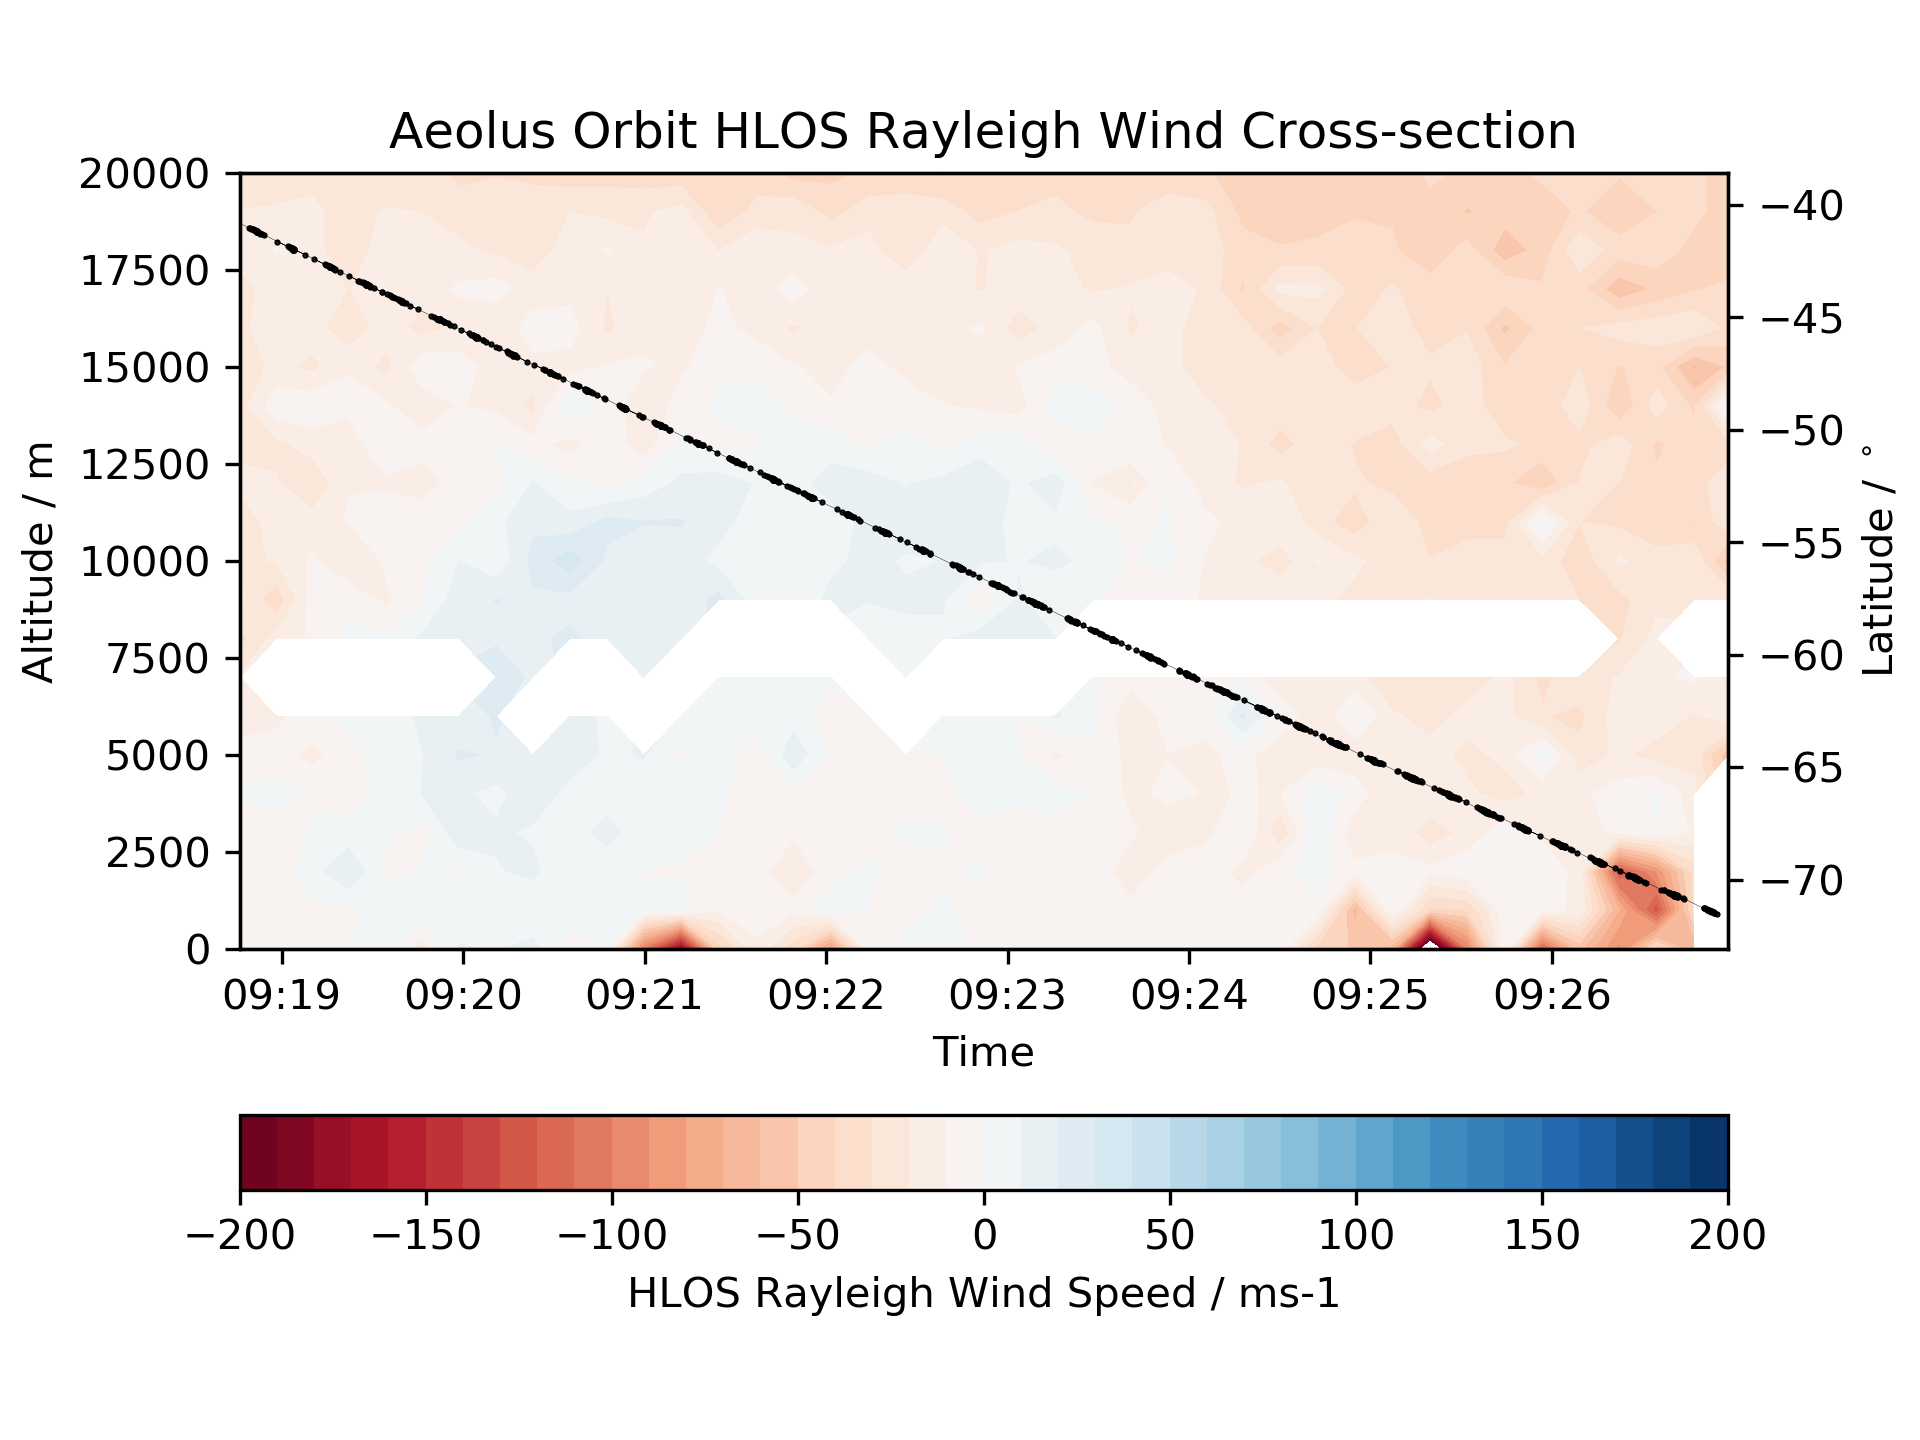 Aeolus Orbit HLOS Rayleigh Wind Cross-section
20000
17500
15000
12500
10000
7500
5000
2500
0
Altitude / m
−40
−45
−50
−55
−60
−65
−70
Latitude / °
09:19 09:20 09:21 09:22 09:23 09:24 09:25 09:26
Time
−200 −150 −100 −50 0 50 100 150 200
HLOS Rayleigh Wind Speed / ms-1